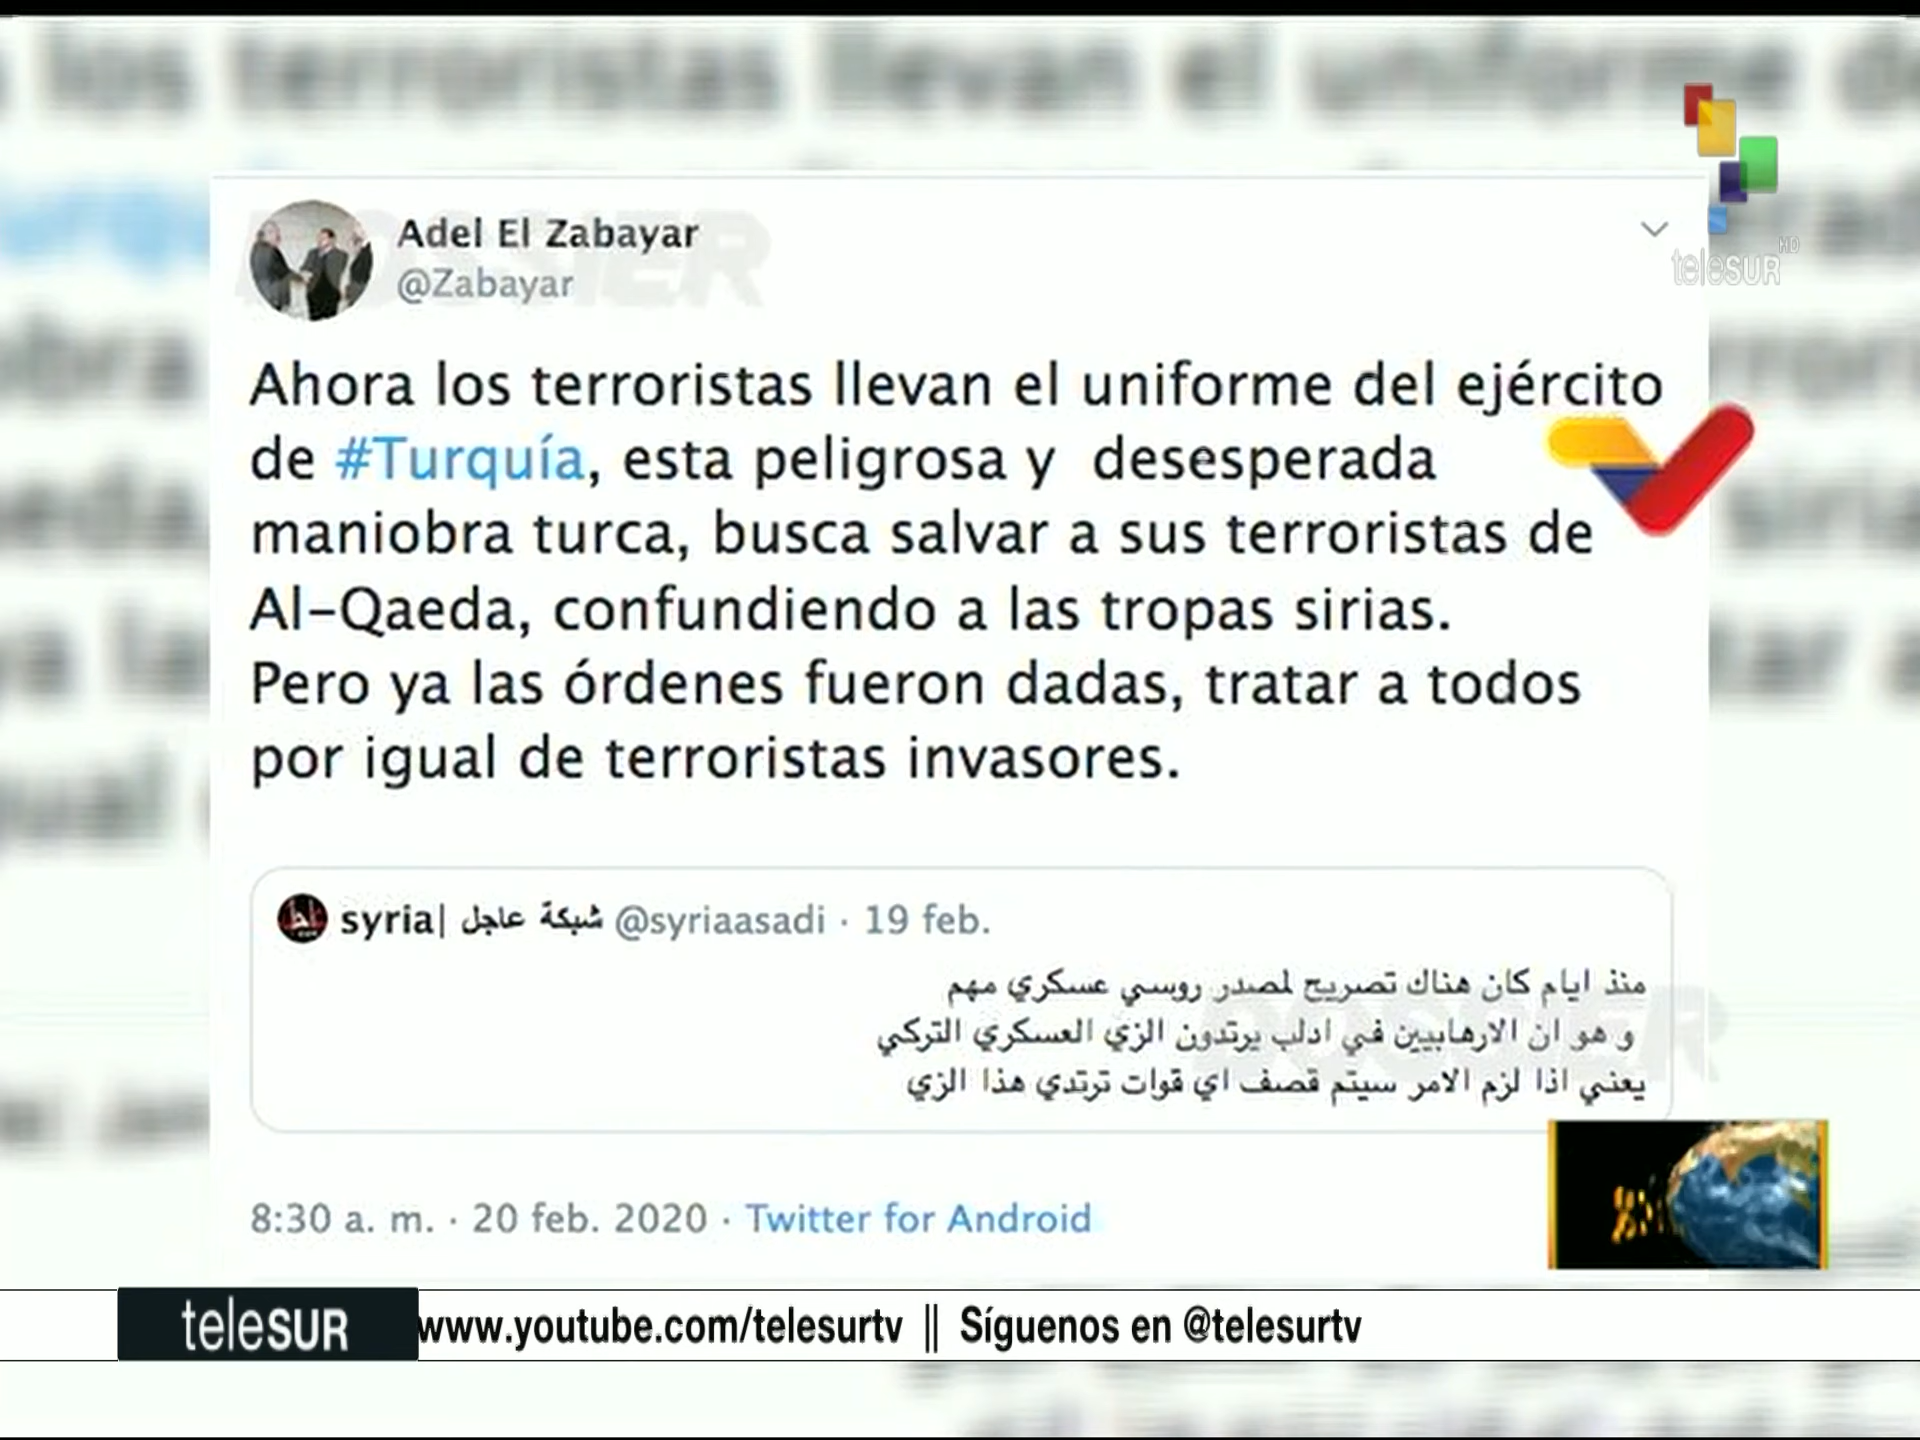 teleSUR HD
Adel El Zabayar
@Zabayar
Ahora los terroristas llevan el uniforme del ejército
de #Turquía, esta peligrosa y desesperada
maniobra turca, busca salvar a sus terroristas de
Al-Qaeda, confundiendo a las tropas sirias.
Pero ya las órdenes fueron dadas, tratar a todos
por igual de terroristas invasores.
syria| شبكة عاجل @syriaasadi · 19 feb.
منذ ايام كان هناك تصريح لمصدر روسي عسكري مهم
و هو ان الارهابيين في ادلب يرتدون الزي العسكري التركي
يعني اذا لزم الامر سيتم قصف اي قوات ترتدي هذا الزي
8:30 a. m. · 20 feb. 2020 · Twitter for Android
teleSUR www.youtube.com/telesurtv || Síguenos en @telesurtv